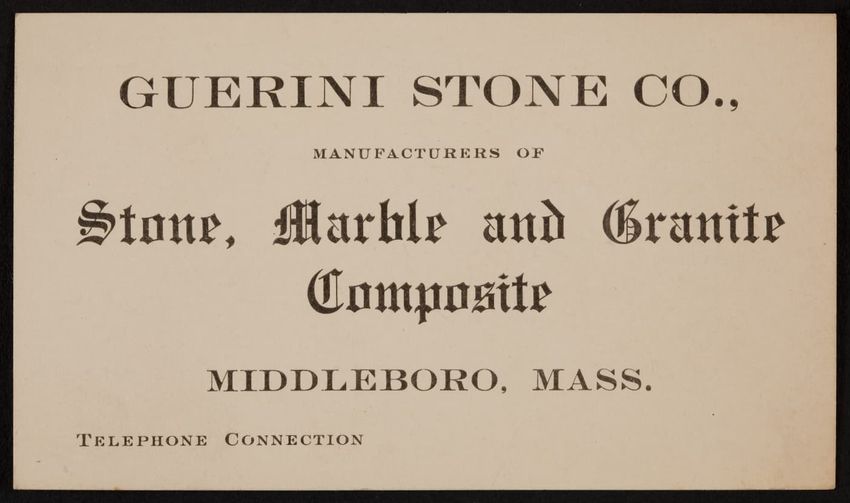 GUERINI STONE CO.,
MANUFACTURERS OF
Stone, Marble and Granite
Composite
MIDDLEBORO, MASS.
TELEPHONE CONNECTION